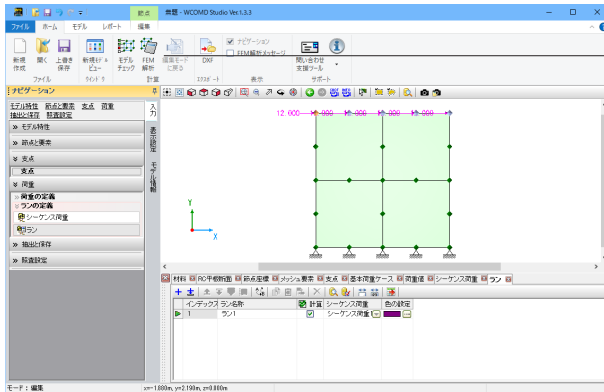 節点 無題 - WCOMD Studio Ver.1.3.3
ファイル ホーム モデル レポート 編集
新規作成 開く 上書き保存 新規モデルビュー モデルチェック FEM解析 編集モードに戻る DXF ナビゲーション 問い合わせ支援ツール
FEM解析メッセージ
ファイル ウインドウ 計算 エクスポート 表示 サポート
ナビゲーション
モデル特性 節点と要素 支点 荷重
抽出と保存 照査設定
モデル特性
節点と要素
支点
支点
荷重
荷重の定義
ランの定義
シーケンス荷重
ラン
抽出と保存
照査設定
入力
表示設定
モデル情報
12.000
Y
X
材料 RC平板断面 節点座標 メッシュ要素 支点 基本荷重ケース 荷重値 シーケンス荷重 ラン
インデックス ラン名称 計算 シーケンス荷重 色の設定
1 ラン1 シーケンス荷重
モード：編集 x=-1.880m, y=2.190m, z=0.000m